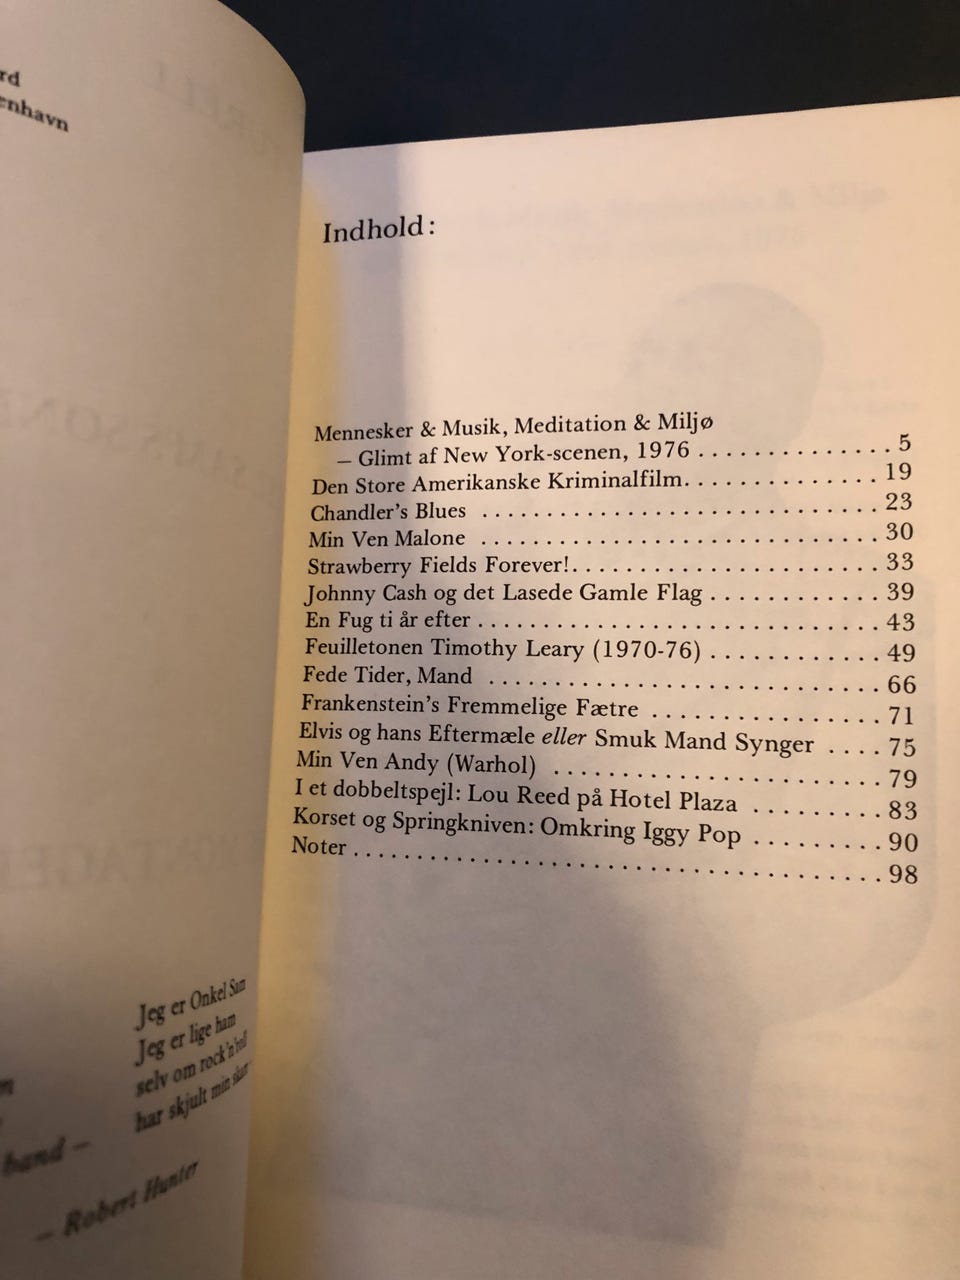 København
Jeg er Onkel Sam
Jeg er lige ham
selv om rock'n'roll
har skjult min
band –
– Robert Hunter
Indhold:
Mennesker & Musik, Meditation & Miljø
– Glimt af New York-scenen, 1976 . . . . . . . . . . . . . . 5
Den Store Amerikanske Kriminalfilm. . . . . . . . . . . . . . 19
Chandler's Blues . . . . . . . . . . . . . . . . . . . . . . . . . . . . 23
Min Ven Malone . . . . . . . . . . . . . . . . . . . . . . . . . . . . 30
Strawberry Fields Forever!. . . . . . . . . . . . . . . . . . . . . . 33
Johnny Cash og det Lasede Gamle Flag . . . . . . . . . . . . 39
En Fug ti år efter . . . . . . . . . . . . . . . . . . . . . . . . . . . . 43
Feuilletonen Timothy Leary (1970-76) . . . . . . . . . . . . 49
Fede Tider, Mand . . . . . . . . . . . . . . . . . . . . . . . . . . . . 66
Frankenstein's Fremmelige Fætre . . . . . . . . . . . . . . . . 71
Elvis og hans Eftermæle eller Smuk Mand Synger . . . . 75
Min Ven Andy (Warhol) . . . . . . . . . . . . . . . . . . . . . . . 79
I et dobbeltspejl: Lou Reed på Hotel Plaza . . . . . . . . . 83
Korset og Springkniven: Omkring Iggy Pop . . . . . . . . . 90
Noter . . . . . . . . . . . . . . . . . . . . . . . . . . . . . . . . . . . . . 98